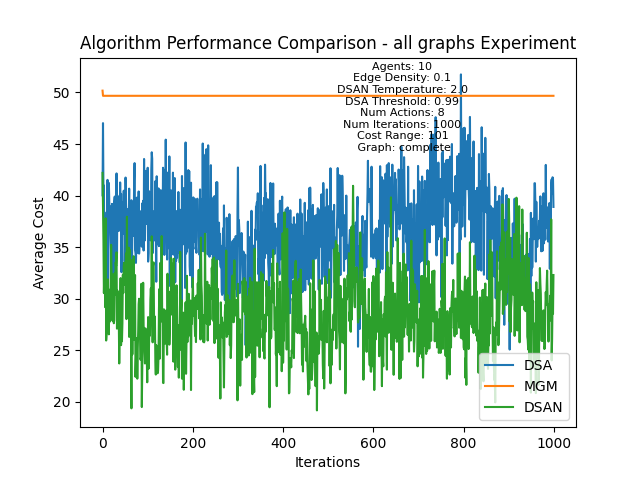 Algorithm Performance Comparison - all graphs Experiment
Agents: 10
Edge Density: 0.1
DSAN Temperature: 2.0
DSA Threshold: 0.99
Num Actions: 8
Num Iterations: 1000
Cost Range: 101
Graph: complete
50
45
40
35
30
25
20
Average Cost
DSA
MGM
DSAN
0
200
400
600
800
1000
Iterations